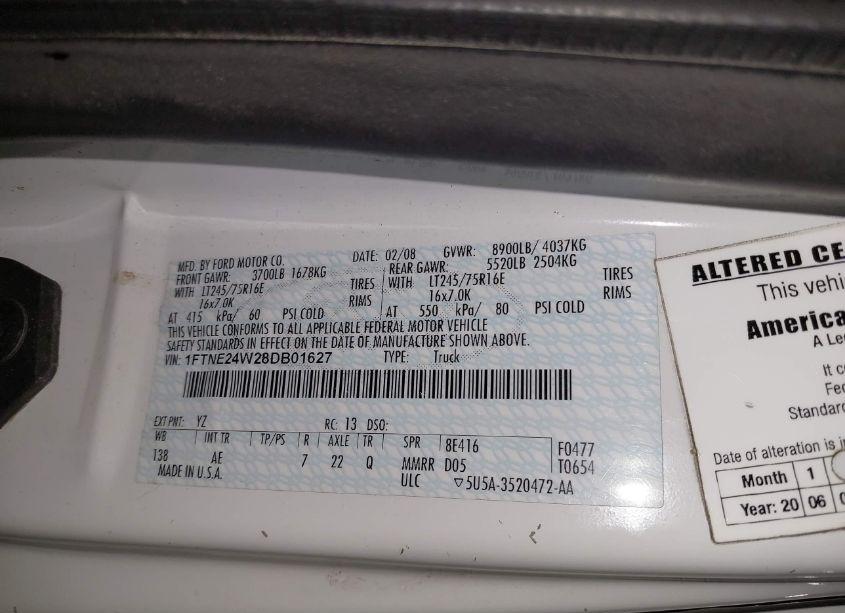 MFD. BY FORD MOTOR CO.
DATE: 02/08 GVWR: 8900LB/ 4037KG
FRONT GAWR: 3700LB 1678KG
REAR GAWR: 5520LB 2504KG
WITH LT245/75R16E TIRES
WITH LT245/75R16E TIRES
16x7.0K RIMS
16x7.0K RIMS
AT 415 kPa/ 60 PSI COLD
AT 550 kPa/ 80 PSI COLD
THIS VEHICLE CONFORMS TO ALL APPLICABLE FEDERAL MOTOR VEHICLE
SAFETY STANDARDS IN EFFECT ON THE DATE OF MANUFACTURE SHOWN ABOVE.
VIN: 1FTNE24W28DB01627 TYPE: Truck
EXT PNT: YZ RC: 13 DSO:
WB INT TR TP/PS R AXLE TR SPR 8E416 F0477
138 AE 7 22 Q MMRR D05 T0654
MADE IN U.S.A. ULC ▽5U5A-3520472-AA
ALTERED CE
This vehi
America
A Le
It c
Fe
Standar
Date of alteration is i
Month 1
Year: 20 06 0